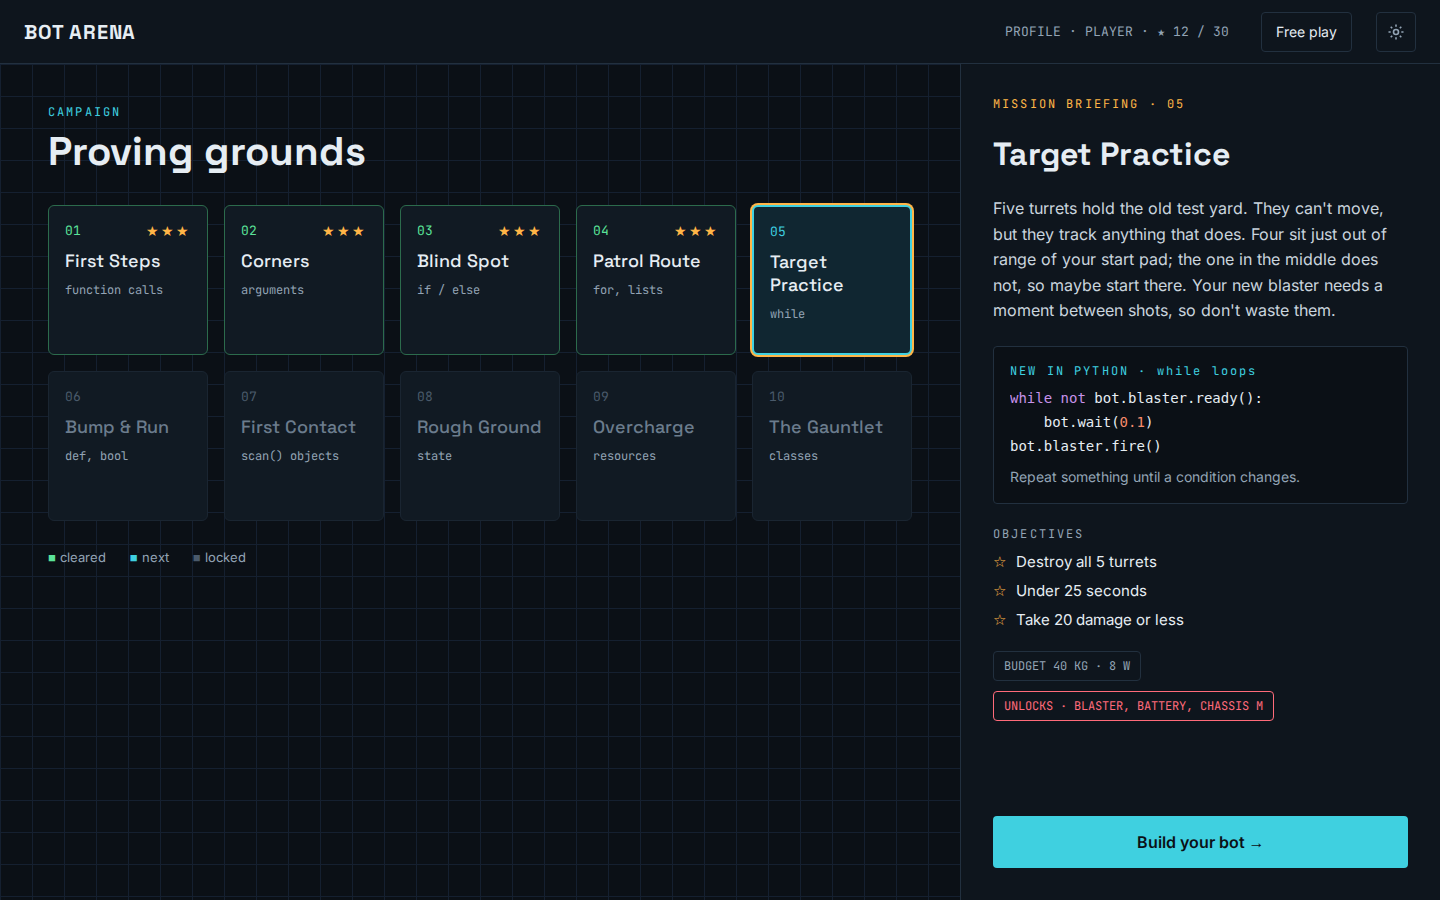 BOT ARENA
PROFILE · PLAYER · ★ 12 / 30
Free play
CAMPAIGN
Proving grounds
01 ★★★
First Steps
function calls
02 ★★★
Corners
arguments
03 ★★★
Blind Spot
if / else
04 ★★★
Patrol Route
for, lists
05
Target
Practice
while
06
Bump & Run
def, bool
07
First Contact
scan() objects
08
Rough Ground
state
09
Overcharge
resources
10
The Gauntlet
classes
cleared
next
locked
MISSION BRIEFING · 05
Target Practice
Five turrets hold the old test yard. They can't move,
but they track anything that does. Four sit just out of
range of your start pad; the one in the middle does
not, so maybe start there. Your new blaster needs a
moment between shots, so don't waste them.
NEW IN PYTHON · while loops
while not bot.blaster.ready():
    bot.wait(0.1)
bot.blaster.fire()
Repeat something until a condition changes.
OBJECTIVES
☆ Destroy all 5 turrets
☆ Under 25 seconds
☆ Take 20 damage or less
BUDGET 40 KG · 8 W
UNLOCKS · BLASTER, BATTERY, CHASSIS M
Build your bot →